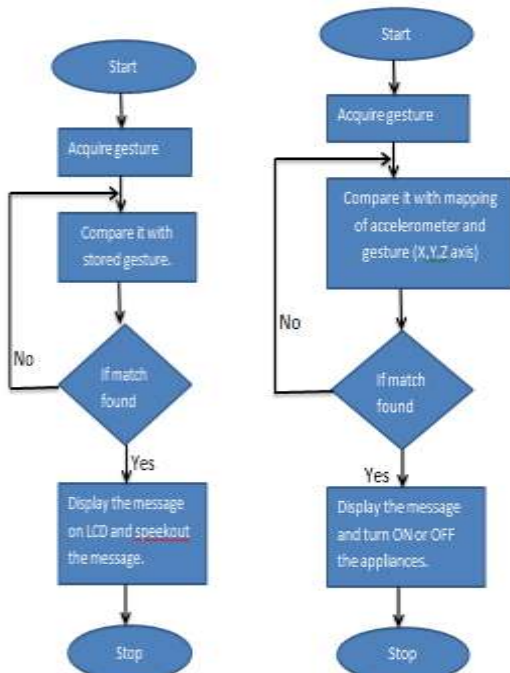 Start
Acquire gesture
Compare it with
stored gesture.
No
If match
found
Yes
Display the message
on LCD and speekout
the message.
Stop
Start
Acquire gesture
Compare it with mapping
of accelerometer and
gesture (X,Y,Z axis)
No
If match
found
Yes
Display the message
and turn ON or OFF
the appliances.
Stop